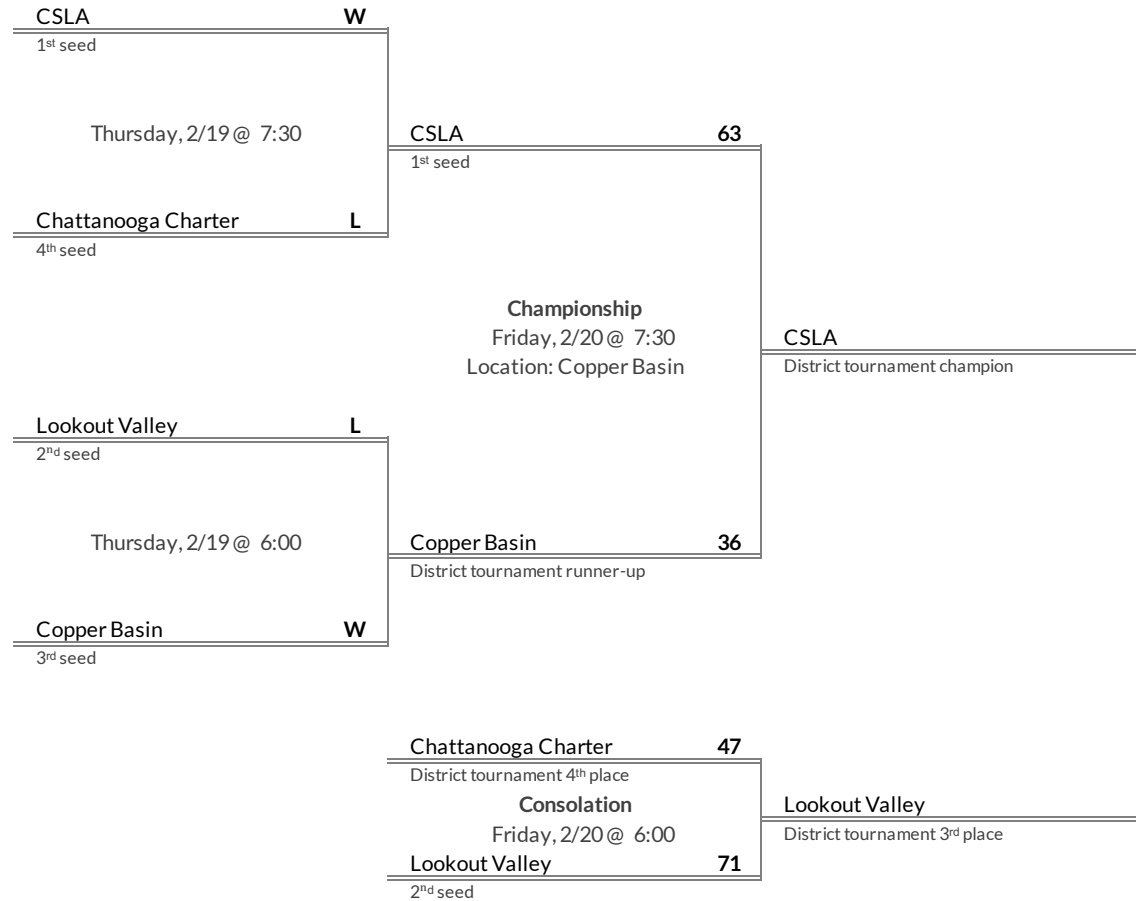 CSLA W
1st seed
Thursday, 2/19 @ 7:30
CSLA 63
1st seed
Chattanooga Charter L
4th seed
Championship
Friday, 2/20 @ 7:30
Location: Copper Basin
CSLA
District tournament champion
Lookout Valley L
2nd seed
Thursday, 2/19 @ 6:00
Copper Basin 36
District tournament runner-up
Copper Basin W
3rd seed
Chattanooga Charter 47
District tournament 4th place
Consolation
Friday, 2/20 @ 6:00
Lookout Valley
District tournament 3rd place
Lookout Valley 71
2nd seed